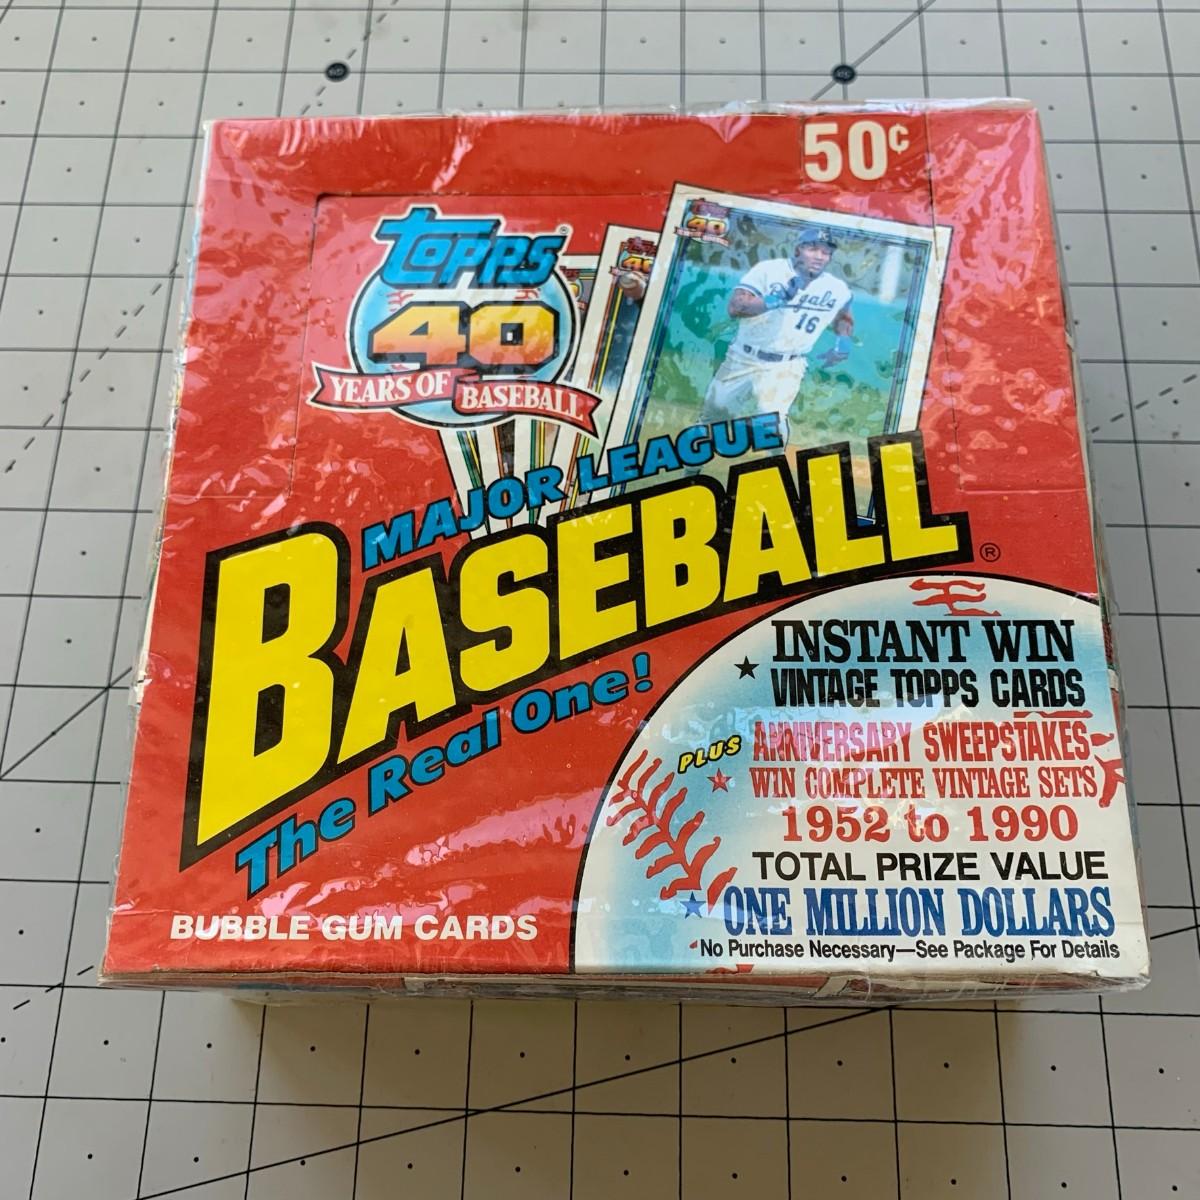 50¢
Topps®
40
YEARS OF BASEBALL
40
40
Royals
16
MAJOR LEAGUE
BASEBALL®
The Real One!
INSTANT WIN
VINTAGE TOPPS CARDS
PLUS ANNIVERSARY SWEEPSTAKES
WIN COMPLETE VINTAGE SETS
1952 to 1990
TOTAL PRIZE VALUE
ONE MILLION DOLLARS
No Purchase Necessary—See Package For Details
BUBBLE GUM CARDS